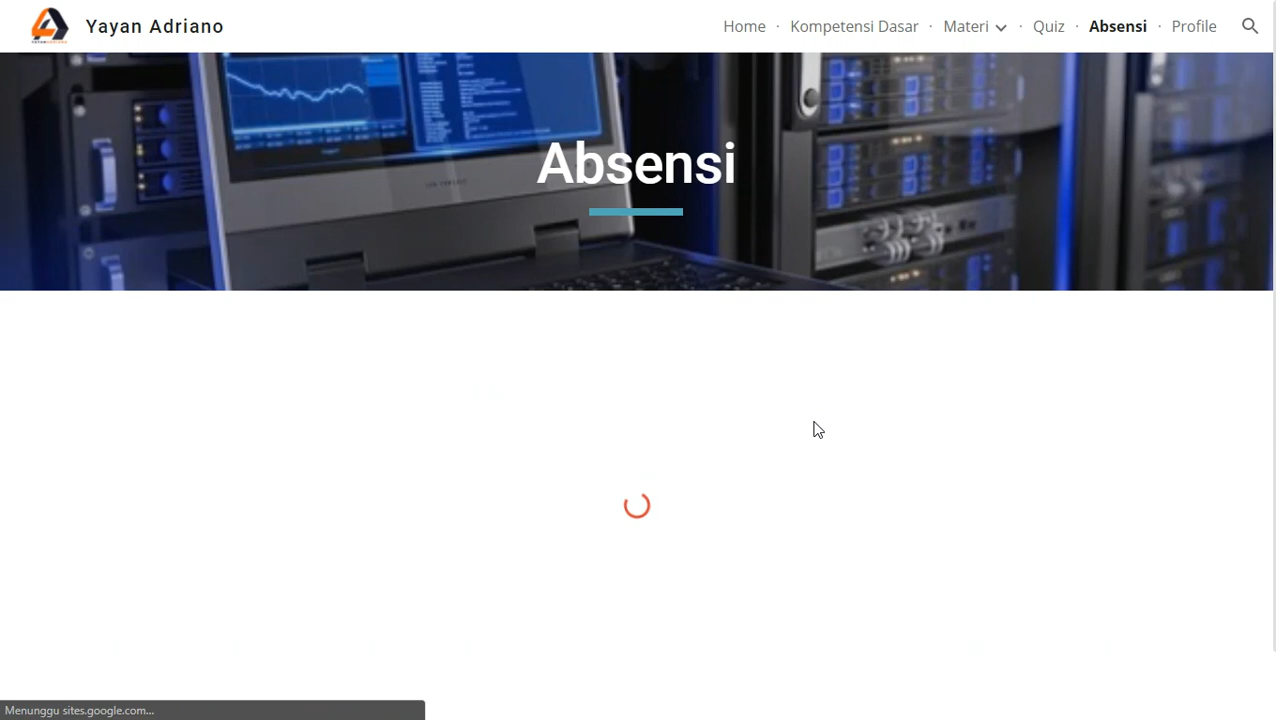 Yayan Adriano
Home · Kompetensi Dasar · Materi · Quiz · Absensi · Profile
Absensi
Menunggu sites.google.com...